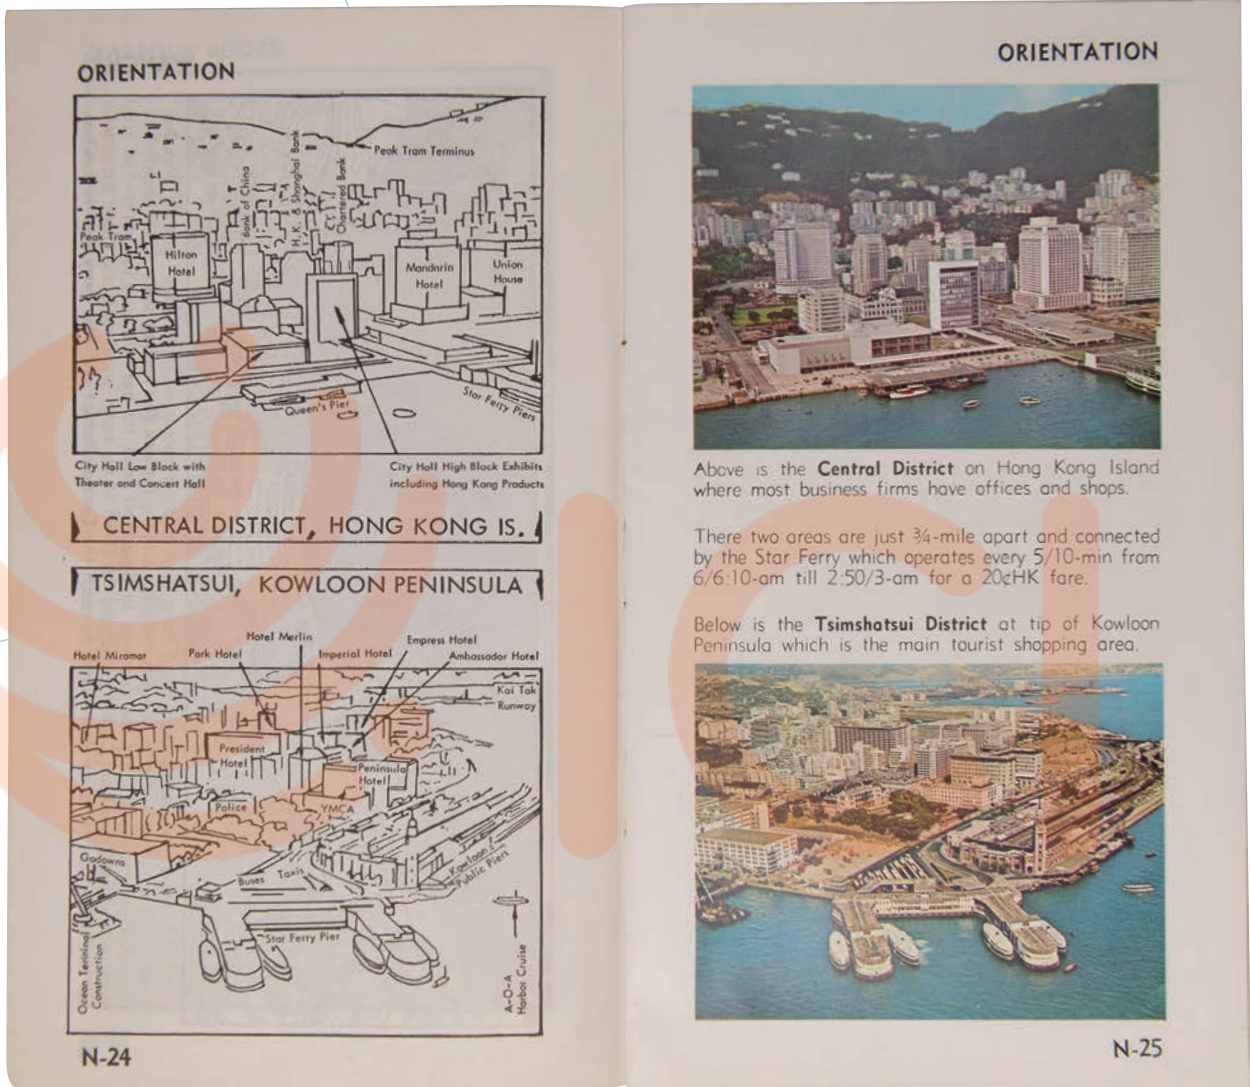 ORIENTATION
Peak Tram Terminus
Bank of China
H.K. & Shanghai Bank
Chartered Bank
Peak Tram
Hilton
Hotel
Mandarin
Hotel
Union
House
Queen's Pier
Star Ferry Piers
City Hall Low Block with
Theater and Concert Hall
City Hall High Block Exhibits
including Hong Kong Products
CENTRAL DISTRICT, HONG KONG IS.
TSIMSHATSUI, KOWLOON PENINSULA
Hotel Merlin
Empress Hotel
Hotel Miramar
Park Hotel
Imperial Hotel
Ambassador Hotel
Kai Tak
Runway
President
Hotel
Peninsula
Hotel
Police
YMCA
Godowns
Buses
Taxis
Kowloon
Public Piers
Star Ferry Pier
Ocean Terminal
Construction
A-O-A
Harbor Cruise
N-24
ORIENTATION
Above is the Central District on Hong Kong Island
where most business firms have offices and shops.
There two areas are just ¾-mile apart and connected
by the Star Ferry which operates every 5/10-min from
6/6:10-am till 2:50/3-am for a 20¢HK fare.
Below is the Tsimshatsui District at tip of Kowloon
Peninsula which is the main tourist shopping area.
N-25